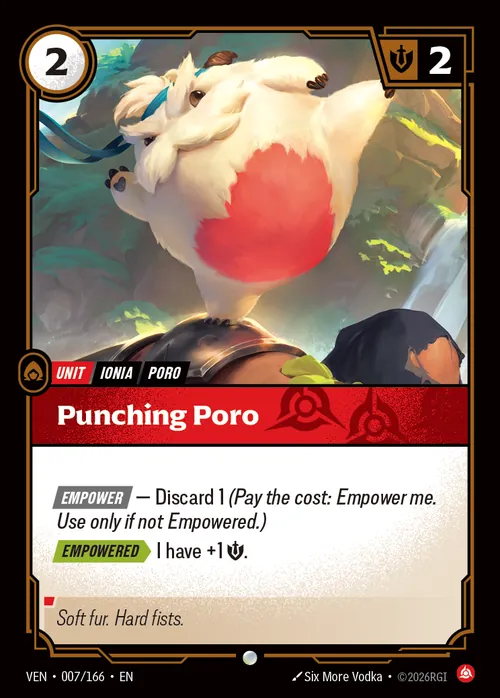 2
2
UNIT IONIA PORO
Punching Poro
EMPOWER — Discard 1 (Pay the cost: Empower me.
Use only if not Empowered.)
EMPOWERED I have +1.
Soft fur. Hard fists.
VEN • 007/166 • EN Six More Vodka • ©2026RGI